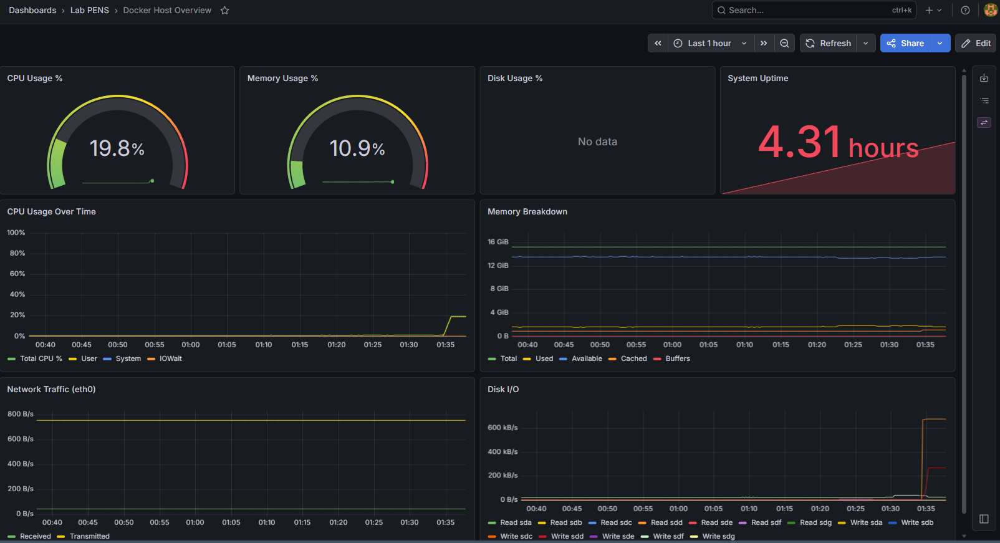 Dashboards › Lab PENS › Docker Host Overview
Search... ctrl+k
Last 1 hour Refresh Share Edit
CPU Usage %
19.8%
Memory Usage %
10.9%
Disk Usage %
No data
System Uptime
4.31 hours
CPU Usage Over Time
100%
80%
60%
40%
20%
0%
00:40 00:45 00:50 00:55 01:00 01:05 01:10 01:15 01:20 01:25 01:30 01:35
Total CPU % User System IOWait
Memory Breakdown
16 GiB
12 GiB
8 GiB
4 GiB
0 B
00:40 00:45 00:50 00:55 01:00 01:05 01:10 01:15 01:20 01:25 01:30 01:35
Total Used Available Cached Buffers
Network Traffic (eth0)
800 B/s
600 B/s
400 B/s
200 B/s
0 B/s
00:40 00:45 00:50 00:55 01:00 01:05 01:10 01:15 01:20 01:25 01:30 01:35
Received Transmitted
Disk I/O
600 kB/s
400 kB/s
200 kB/s
0 B/s
00:40 00:45 00:50 00:55 01:00 01:05 01:10 01:15 01:20 01:25 01:30 01:35
Read sda Read sdb Read sdc Read sdd Read sde Read sdf Read sdg Write sda Write sdb
Write sdc Write sdd Write sde Write sdf Write sdg